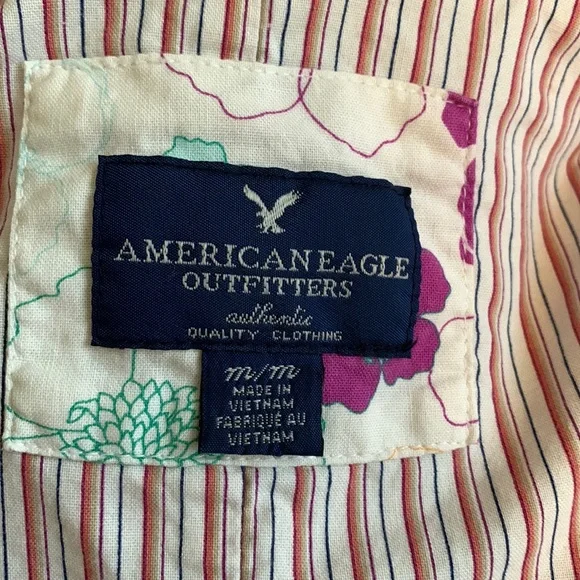 AMERICAN EAGLE
OUTFITTERS
authentic
QUALITY CLOTHING
m/m
MADE IN
VIETNAM
FABRIQUÉ AU
VIETNAM